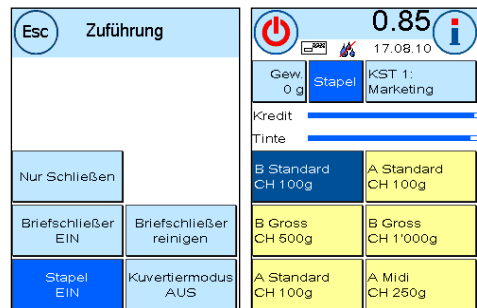 Esc
Zuführung
Nur Schließen
Briefschließer
EIN
Briefschließer
reinigen
Stapel
EIN
Kuvertiermodus
AUS
0.85
i
17.08.10
Gew.
0 g
Stapel
KST 1:
Marketing
Kredit
Tinte
B Standard
CH 100g
A Standard
CH 100g
B Gross
CH 500g
B Gross
CH 1'000g
A Standard
CH 100g
A Midi
CH 250g